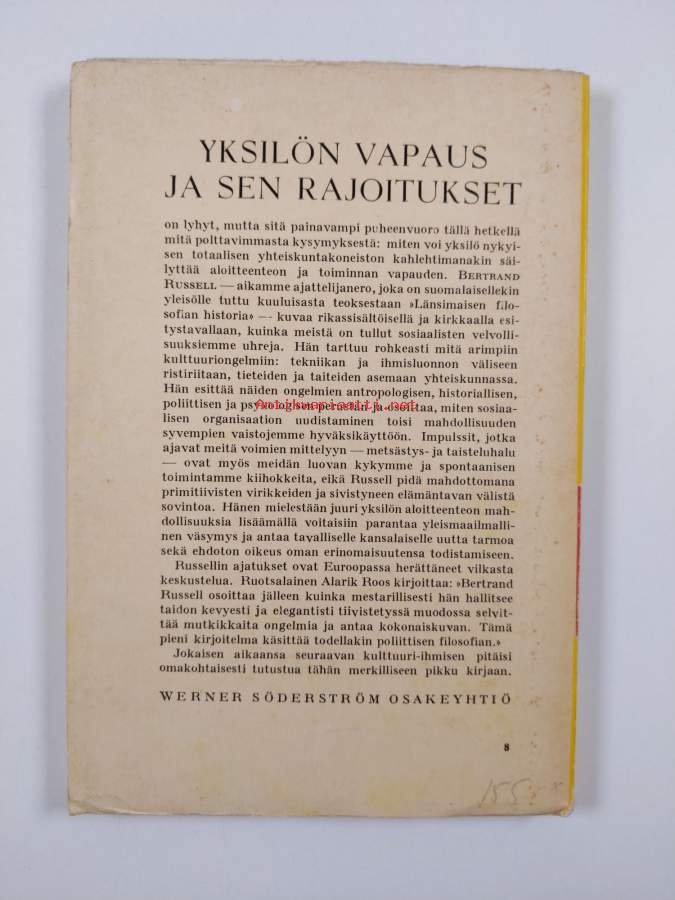 YKSILÖN VAPAUS
JA SEN RAJOITUKSET
on lyhyt, mutta sitä painavampi puheenvuoro tällä hetkellä
mitä polttavimmasta kysymyksestä: miten voi yksilö nykyi-
sen totaalisen yhteiskuntakoneiston kahlehtimanakin säi-
lyttää aloitteenteon ja toiminnan vapauden. BERTRAND
RUSSELL — aikamme ajattelijanero, joka on suomalaisellekin
yleisölle tuttu kuuluisasta teoksestaan »Länsimaisen filo-
sofian historia» — kuvaa rikassisältöisellä ja kirkkaalla esi-
tystavallaan, kuinka meistä on tullut sosiaalisten velvolli-
suuksiemme uhreja. Hän tarttuu rohkeasti mitä arimpiin
kulttuuriongelmiin: tekniikan ja ihmisluonnon väliseen
ristiriitaan, tieteiden ja taiteiden asemaan yhteiskunnassa.
Hän esittää näiden ongelmien antropologisen, historiallisen,
poliittisen ja psykologisen perustan ja osoittaa, miten sosiaa-
Antikvariaatti.net
lisen organisaation uudistaminen toisi mahdollisuuden
syvempien vaistojemme hyväksikäyttöön. Impulssit, jotka
ajavat meitä voimien mittelyyn — metsästys- ja taisteluhalu
— ovat myös meidän luovan kykymme ja spontaanisen
toimintamme kiihokkeita, eikä Russell pidä mahdottomana
primitiivisten virikkeiden ja sivistyneen elämäntavan välistä
sovintoa. Hänen mielestään juuri yksilön aloitteenteon mah-
dollisuuksia lisäämällä voitaisiin parantaa yleismaailmalli-
nen väsymys ja antaa tavalliselle kansalaiselle uutta tarmoa
sekä ehdoton oikeus oman erinomaisuutensa todistamiseen.
Russellin ajatukset ovat Euroopassa herättäneet vilkasta
keskustelua. Ruotsalainen Alarik Roos kirjoittaa: »Bertrand
Russell osoittaa jälleen kuinka mestarillisesti hän hallitsee
taidon kevyesti ja elegantisti tiivistetyssä muodossa selvit-
tää mutkikkaita ongelmia ja antaa kokonaiskuvan. Tämä
pieni kirjoitelma käsittää todellakin poliittisen filosofian.»
Jokaisen aikaansa seuraavan kulttuuri-ihmisen pitäisi
omakohtaisesti tutustua tähän merkilliseen pikku kirjaan.
WERNER SÖDERSTRÖM OSAKEYHTIÖ
8
155:-